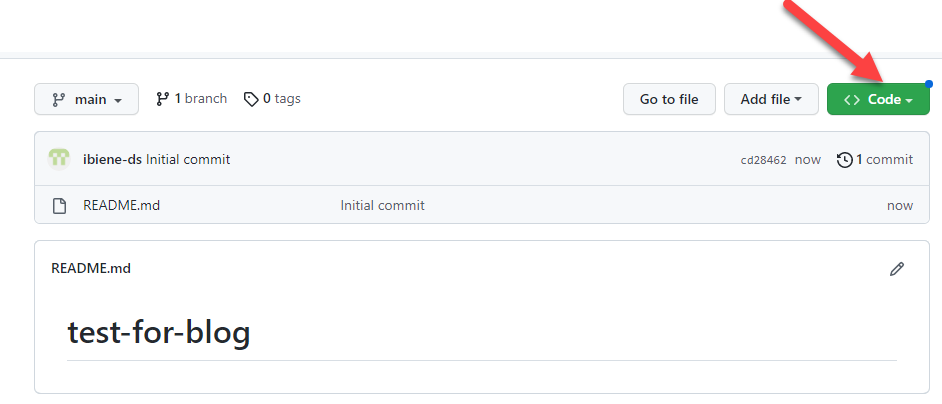 main 1 branch 0 tags Go to file Add file <> Code
ibiene-ds Initial commit cd28462 now 1 commit
README.md Initial commit now
README.md
test-for-blog